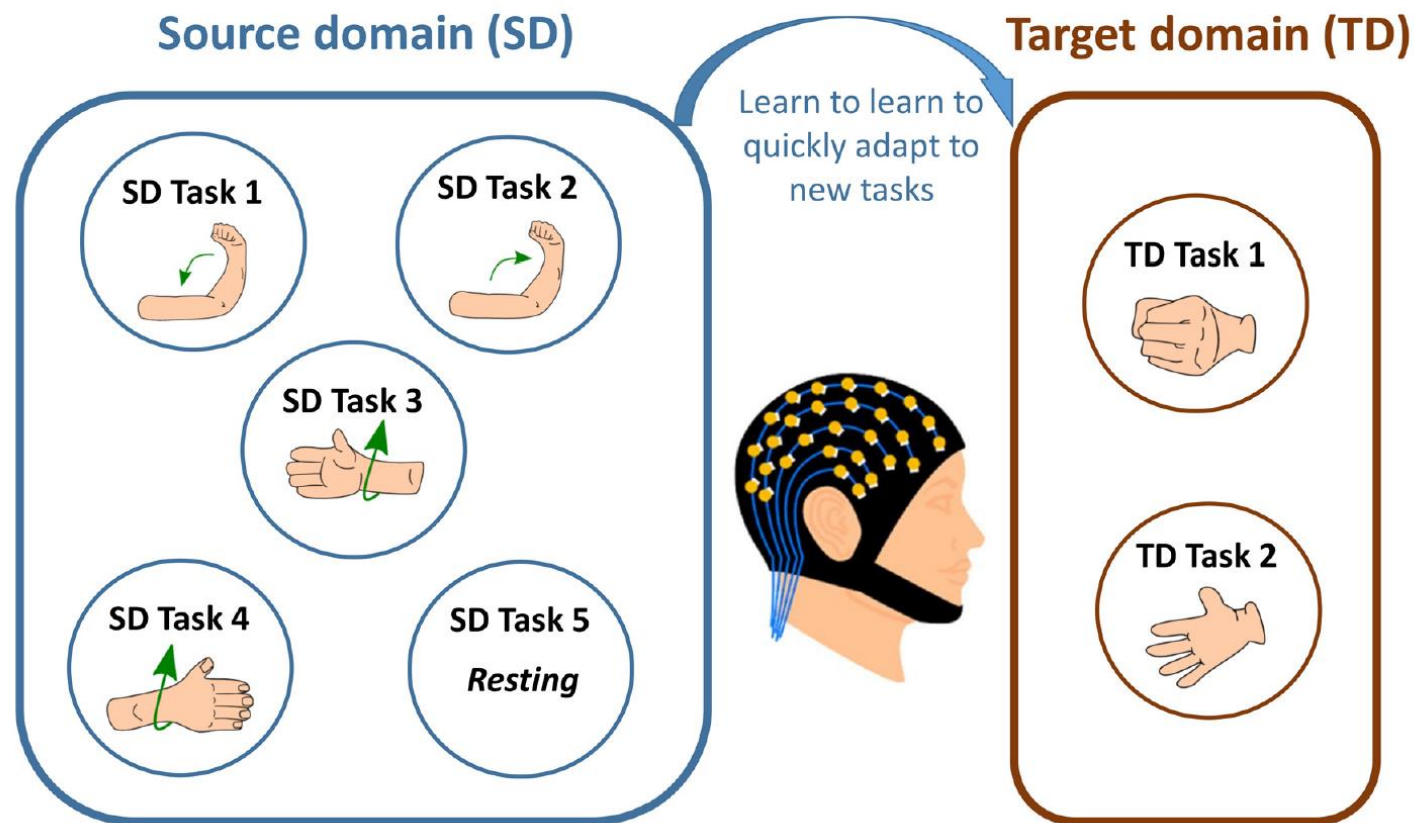 Source domain (SD)
Learn to learn to
quickly adapt to
new tasks
Target domain (TD)
SD Task 1
SD Task 2
SD Task 3
SD Task 4
SD Task 5
Resting
TD Task 1
TD Task 2